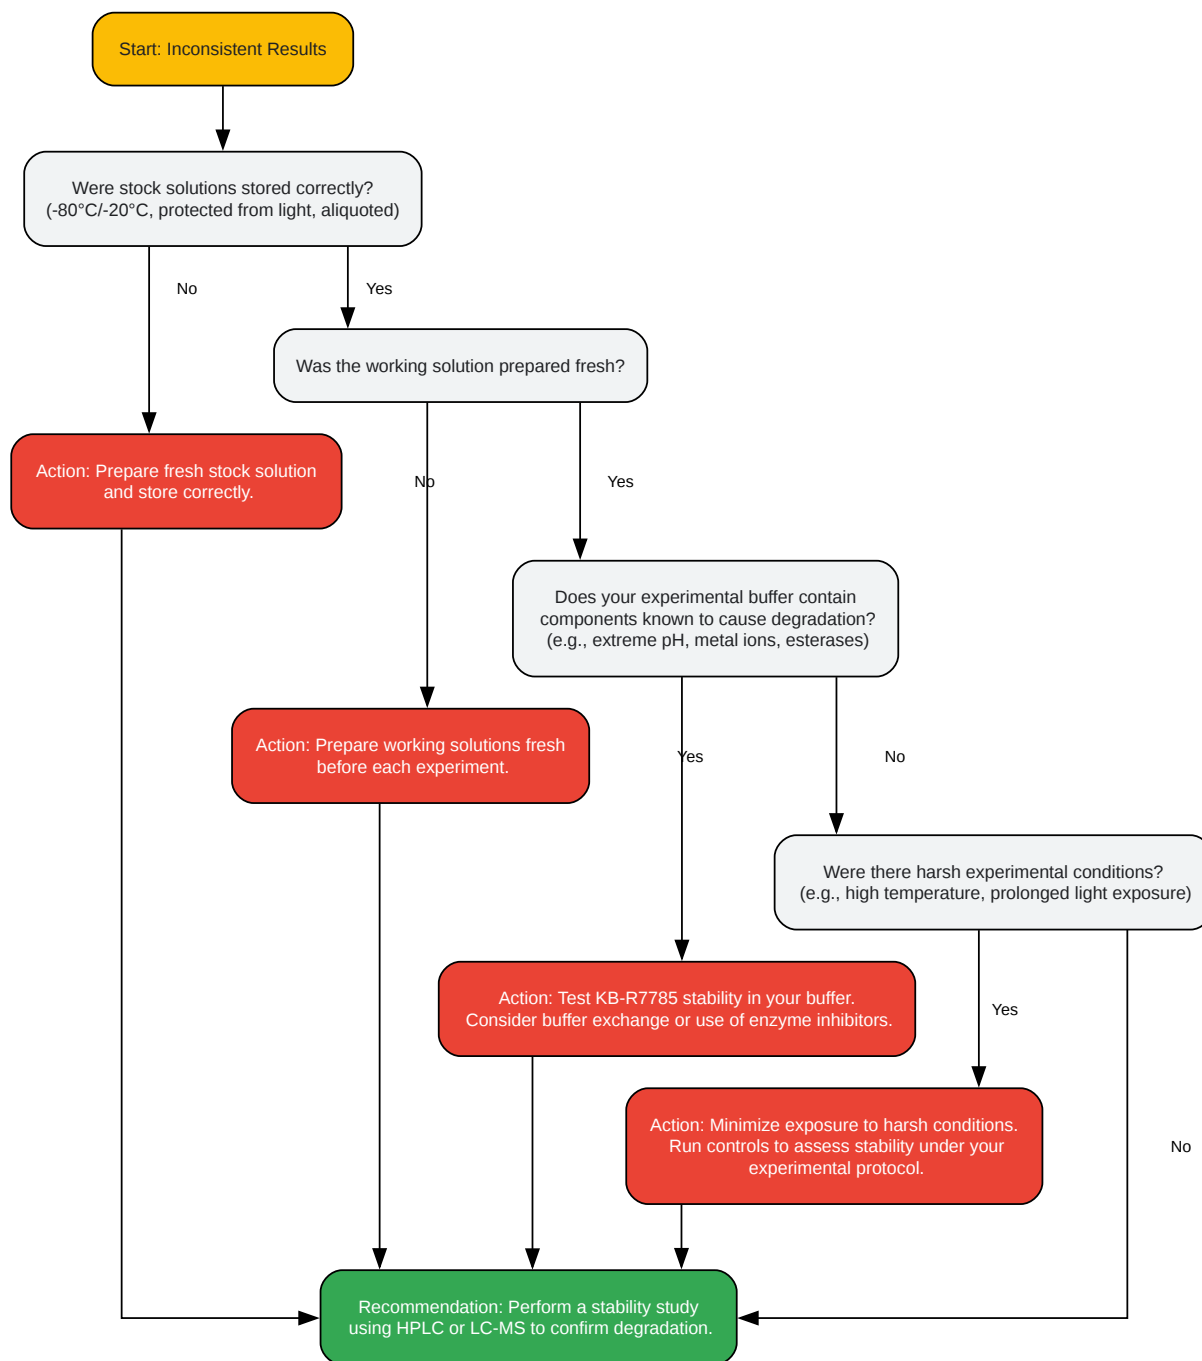 Start: Inconsistent Results
Were stock solutions stored correctly?
(-80°C/-20°C, protected from light, aliquoted)
No
Yes
Was the working solution prepared fresh?
Action: Prepare fresh stock solution
and store correctly.
No
Yes
Does your experimental buffer contain
components known to cause degradation?
(e.g., extreme pH, metal ions, esterases)
Action: Prepare working solutions fresh
before each experiment.
Yes
No
Were there harsh experimental conditions?
(e.g., high temperature, prolonged light exposure)
Action: Test KB-R7785 stability in your buffer.
Consider buffer exchange or use of enzyme inhibitors.
Yes
Action: Minimize exposure to harsh conditions.
Run controls to assess stability under your
experimental protocol.
No
Recommendation: Perform a stability study
using HPLC or LC-MS to confirm degradation.